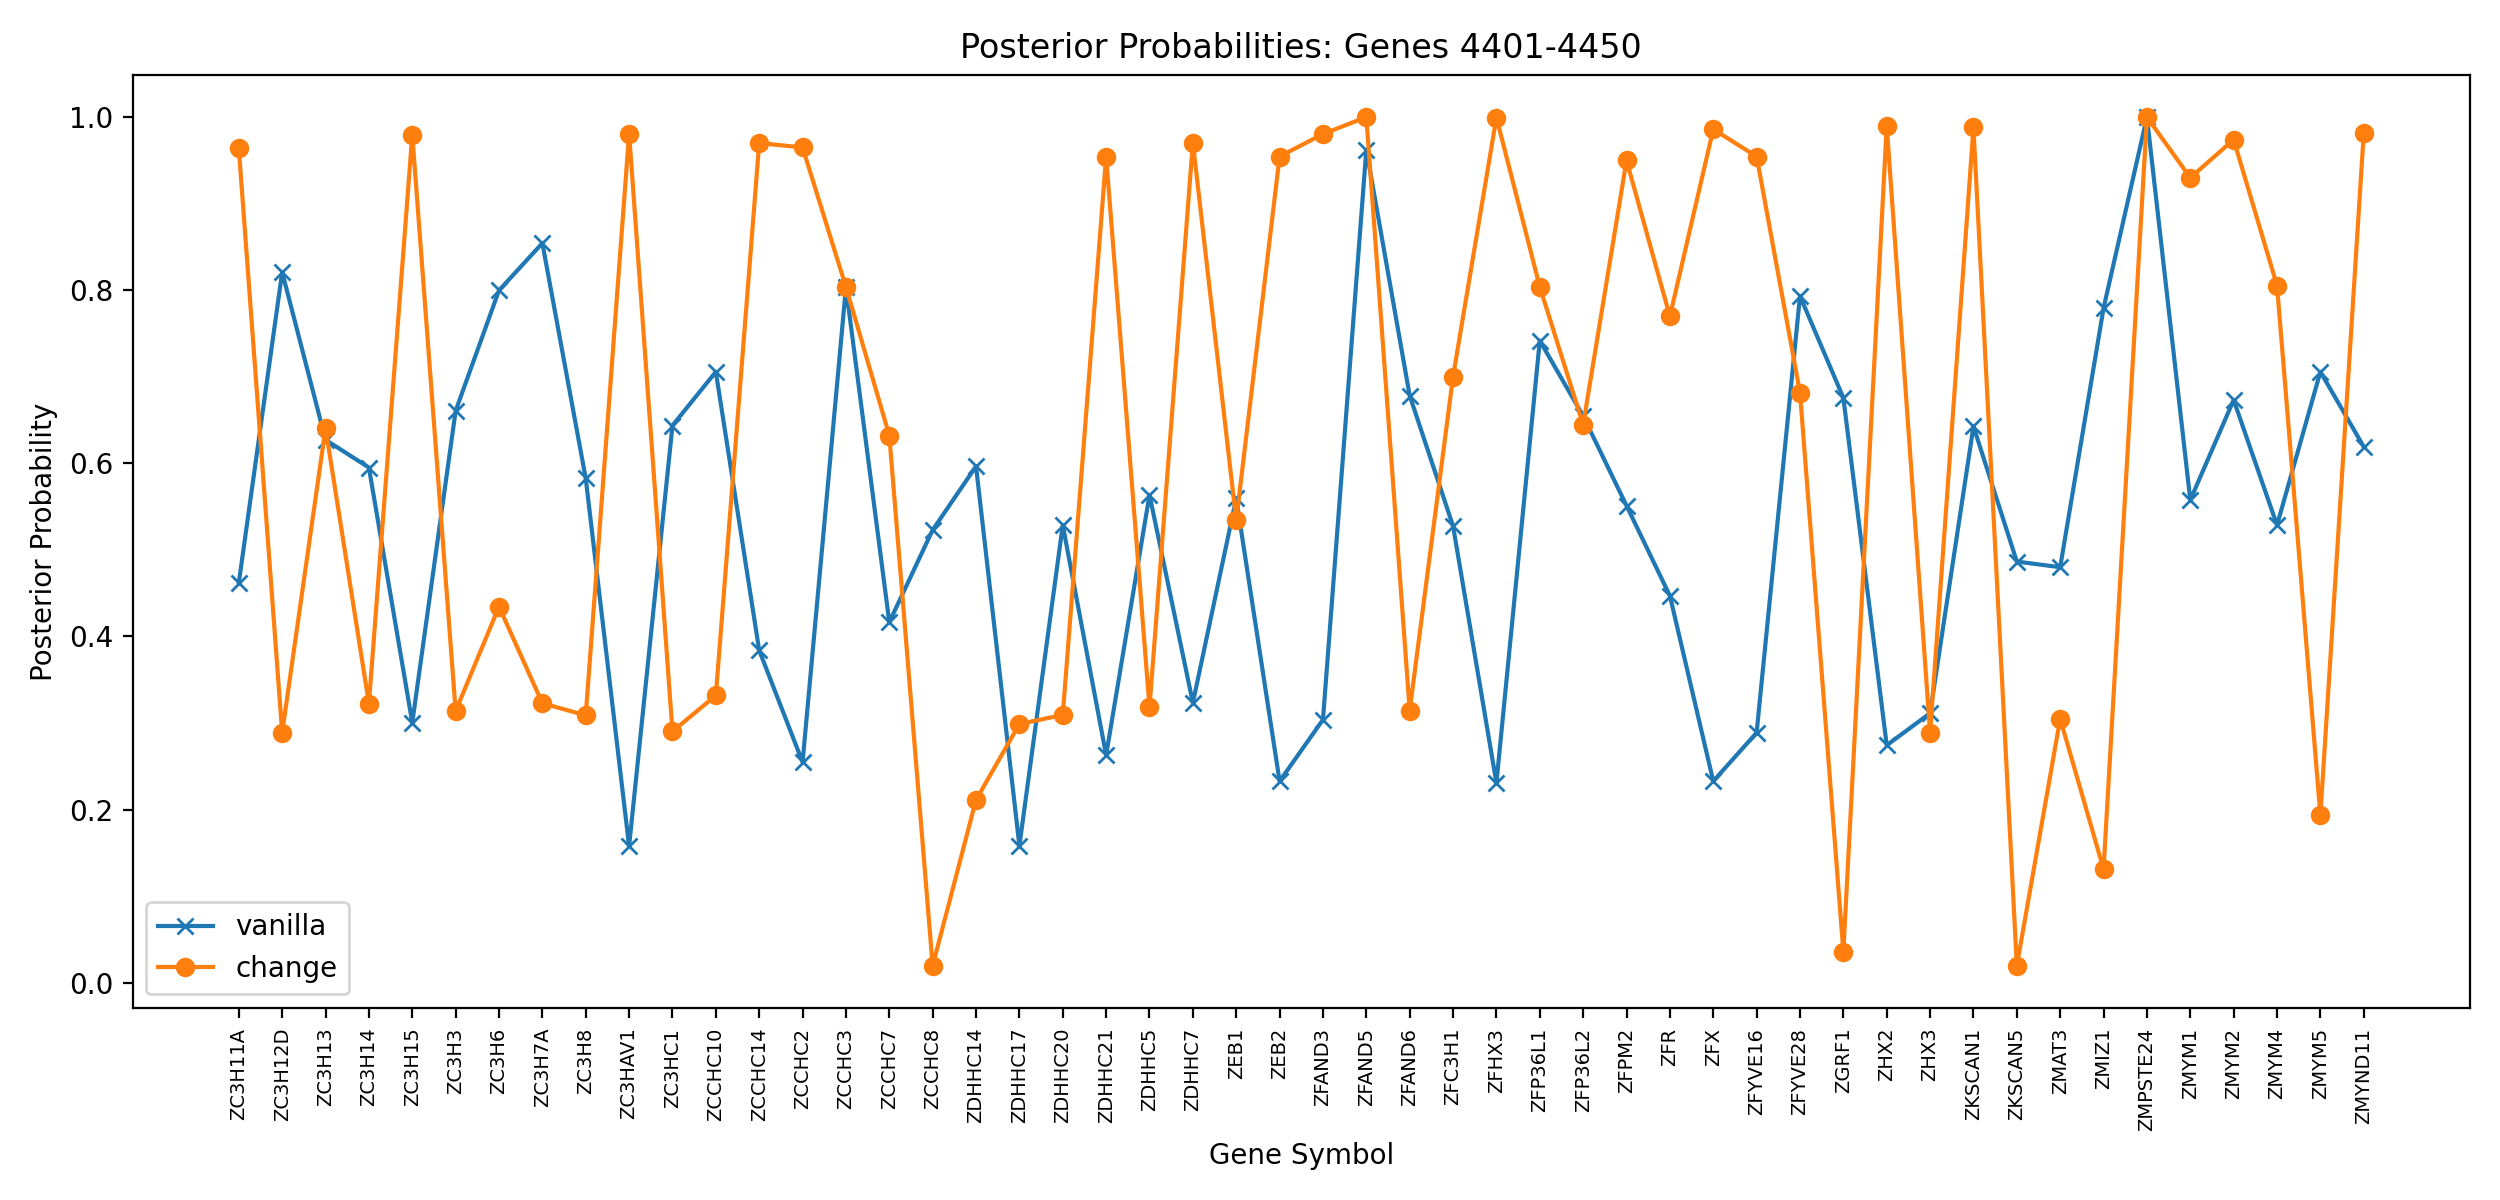 Posterior Probabilities: Genes 4401-4450
Posterior Probability
1.0
0.8
0.6
0.4
0.2
0.0
vanilla
change
ZC3H11A
ZC3H12D
ZC3H13
ZC3H14
ZC3H15
ZC3H3
ZC3H6
ZC3H7A
ZC3H8
ZC3HAV1
ZC3HC1
ZCCHC10
ZCCHC14
ZCCHC2
ZCCHC3
ZCCHC7
ZCCHC8
ZDHHC14
ZDHHC17
ZDHHC20
ZDHHC21
ZDHHC5
ZDHHC7
ZEB1
ZEB2
ZFAND3
ZFAND5
ZFAND6
ZFC3H1
ZFHX3
ZFP36L1
ZFP36L2
ZFPM2
ZFR
ZFX
ZFYVE16
ZFYVE28
ZGRF1
ZHX2
ZHX3
ZKSCAN1
ZKSCAN5
ZMAT3
ZMIZ1
ZMPSTE24
ZMYM1
ZMYM2
ZMYM4
ZMYM5
ZMYND11
Gene Symbol